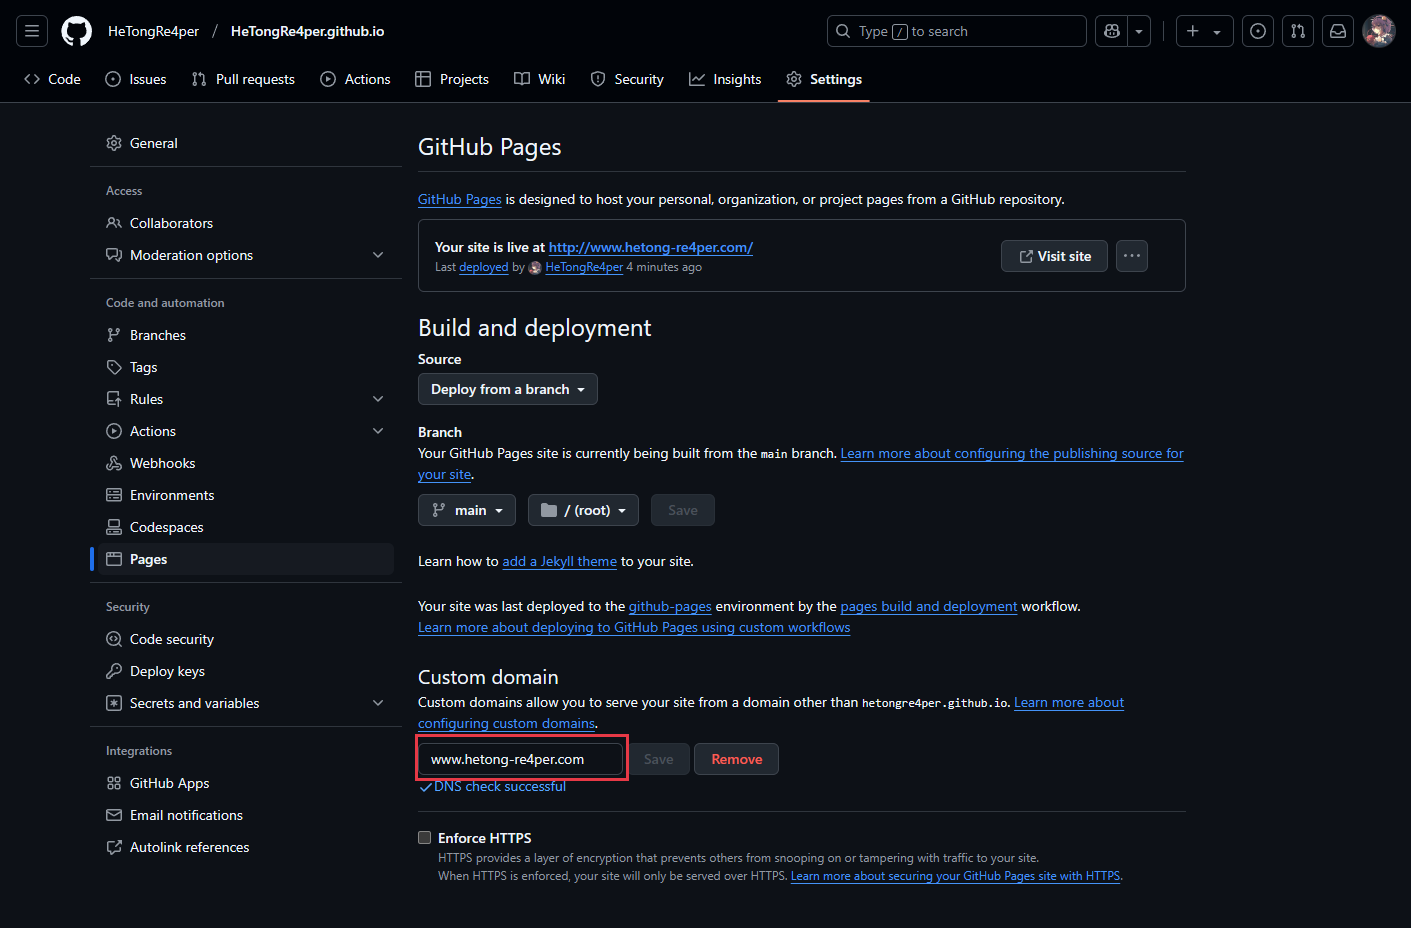 HeTongRe4per / HeTongRe4per.github.io
Type / to search
Code
Issues
Pull requests
Actions
Projects
Wiki
Security
Insights
Settings
General
Access
Collaborators
Moderation options
Code and automation
Branches
Tags
Rules
Actions
Webhooks
Environments
Codespaces
Pages
Security
Code security
Deploy keys
Secrets and variables
Integrations
GitHub Apps
Email notifications
Autolink references
GitHub Pages
GitHub Pages is designed to host your personal, organization, or project pages from a GitHub repository.
Your site is live at http://www.hetong-re4per.com/
Last deployed by HeTongRe4per 4 minutes ago
Visit site
Build and deployment
Source
Deploy from a branch
Branch
Your GitHub Pages site is currently being built from the main branch. Learn more about configuring the publishing source for
your site.
main
/ (root)
Save
Learn how to add a Jekyll theme to your site.
Your site was last deployed to the github-pages environment by the pages build and deployment workflow.
Learn more about deploying to GitHub Pages using custom workflows
Custom domain
Custom domains allow you to serve your site from a domain other than hetongre4per.github.io. Learn more about
configuring custom domains.
www.hetong-re4per.com
Save
Remove
DNS check successful
Enforce HTTPS
HTTPS provides a layer of encryption that prevents others from snooping on or tampering with traffic to your site.
When HTTPS is enforced, your site will only be served over HTTPS. Learn more about securing your GitHub Pages site with HTTPS.